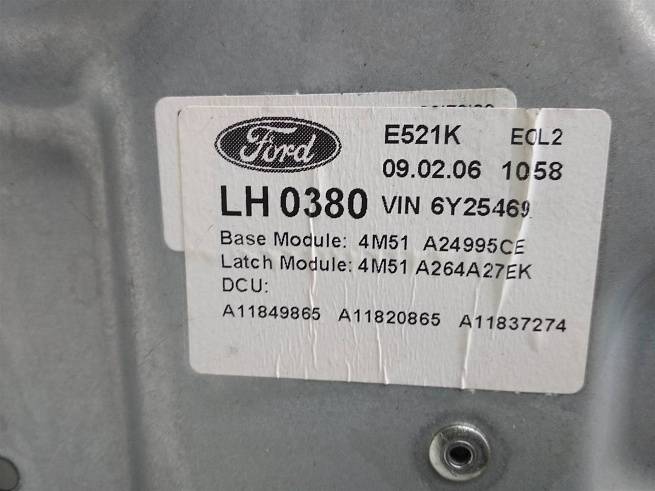 Ford E521K EOL2
09.02.06 1058
LH 0380 VIN 6Y25469
Base Module: 4M51 A24995CE
Latch Module: 4M51 A264A27EK
DCU:
A11849865 A11820865 A11837274